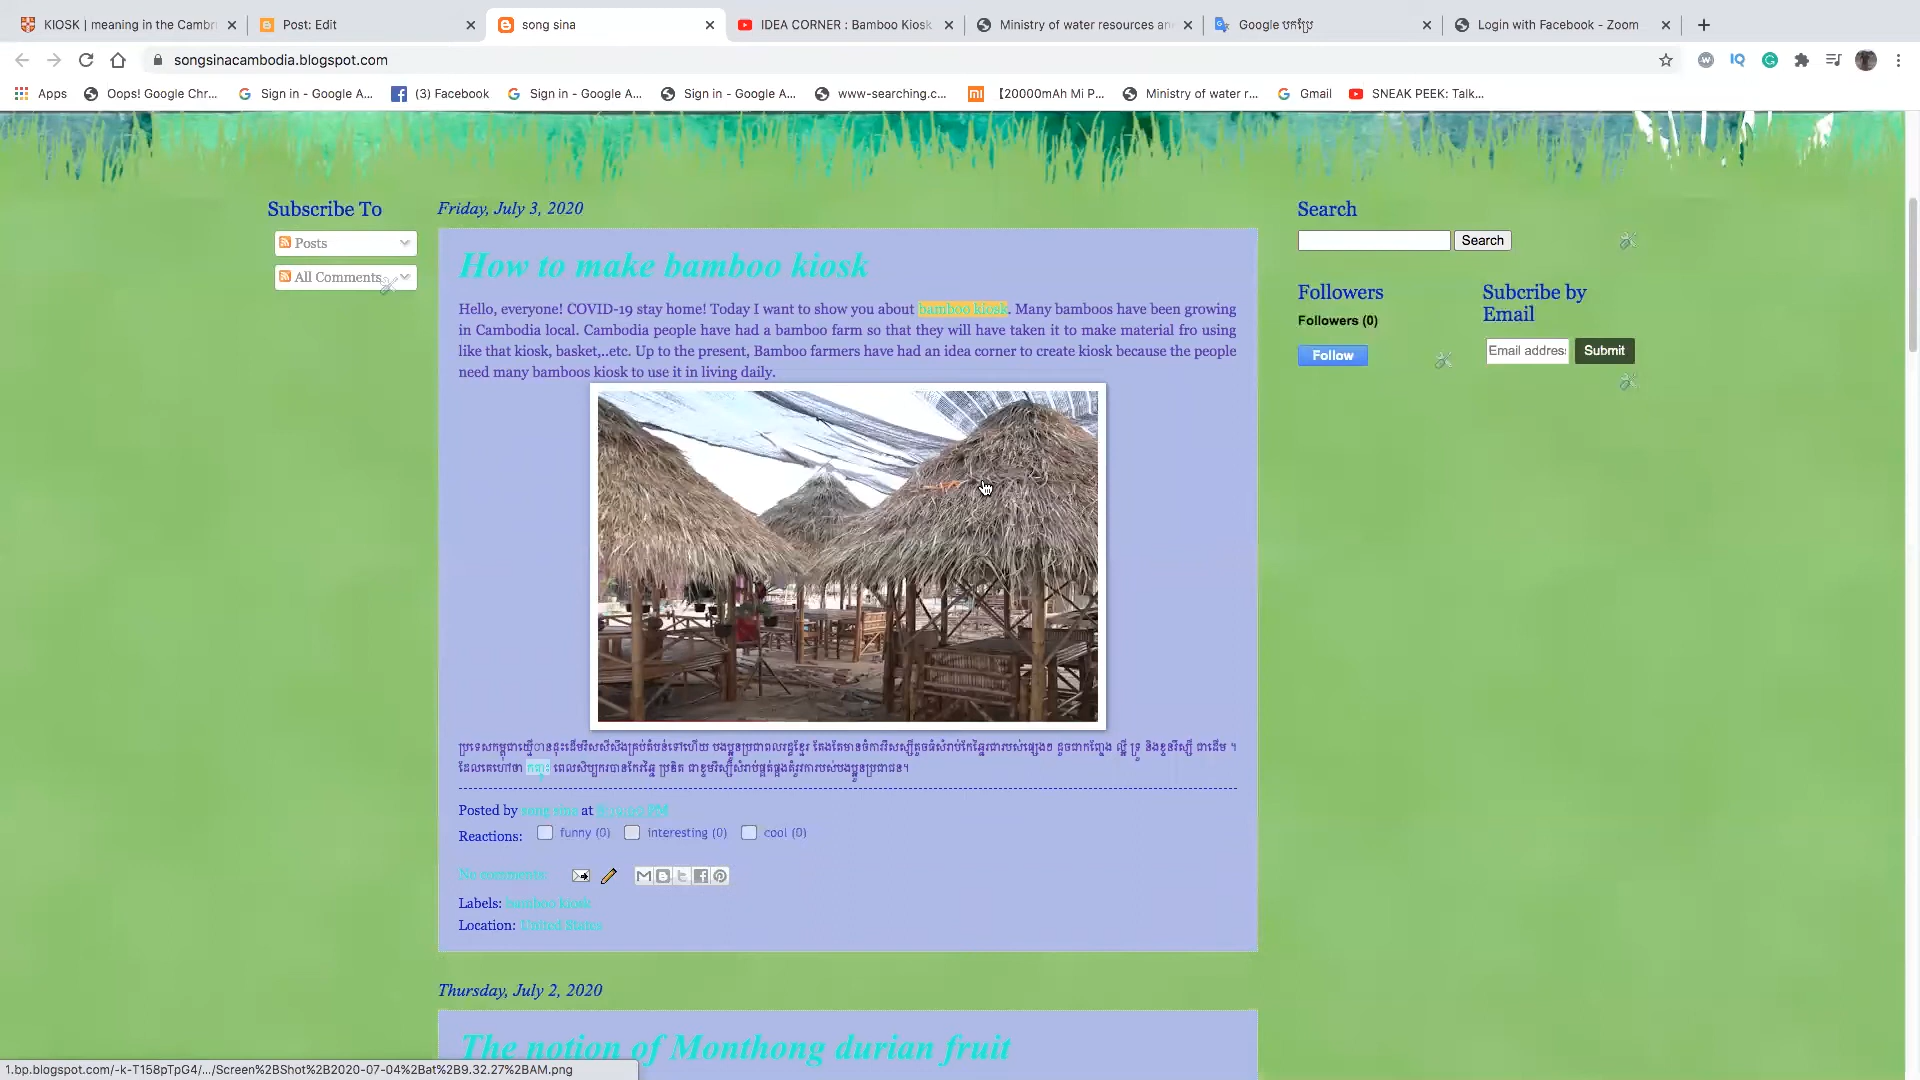 KIOSK | meaning in the Cambri
Post: Edit
song sina
IDEA CORNER : Bamboo Kiosk
Ministry of water resources an
Google បកប្រែ
Login with Facebook - Zoom
songsinacambodia.blogspot.com
Apps
Oops! Google Chr...
Sign in - Google A...
(3) Facebook
Sign in - Google A...
Sign in - Google A...
www-searching.c...
【20000mAh Mi P...
Ministry of water r...
Gmail
SNEAK PEEK: Talk...
Subscribe To
Posts
All Comments
Friday, July 3, 2020
How to make bamboo kiosk
Hello, everyone! COVID-19 stay home! Today I want to show you about bamboo kiosk. Many bamboos have been growing
in Cambodia local. Cambodia people have had a bamboo farm so that they will have taken it to make material fro using
like that kiosk, basket,..etc. Up to the present, Bamboo farmers have had an idea corner to create kiosk because the people
need many bamboos kiosk to use it in living daily.
Posted by song sina at
Reactions: funny (0) interesting (0) cool (0)
No comments:
Labels: bamboo kiosk
Location: United States
Thursday, July 2, 2020
The notion of Monthong durian fruit
Search
Search
Followers
Followers (0)
Follow
Subcribe by
Email
Email address
Submit
1.bp.blogspot.com/-k-T158pTpG4/.../Screen%2BShot%2B2020-07-04%2Bat%2B9.32.27%2BAM.png